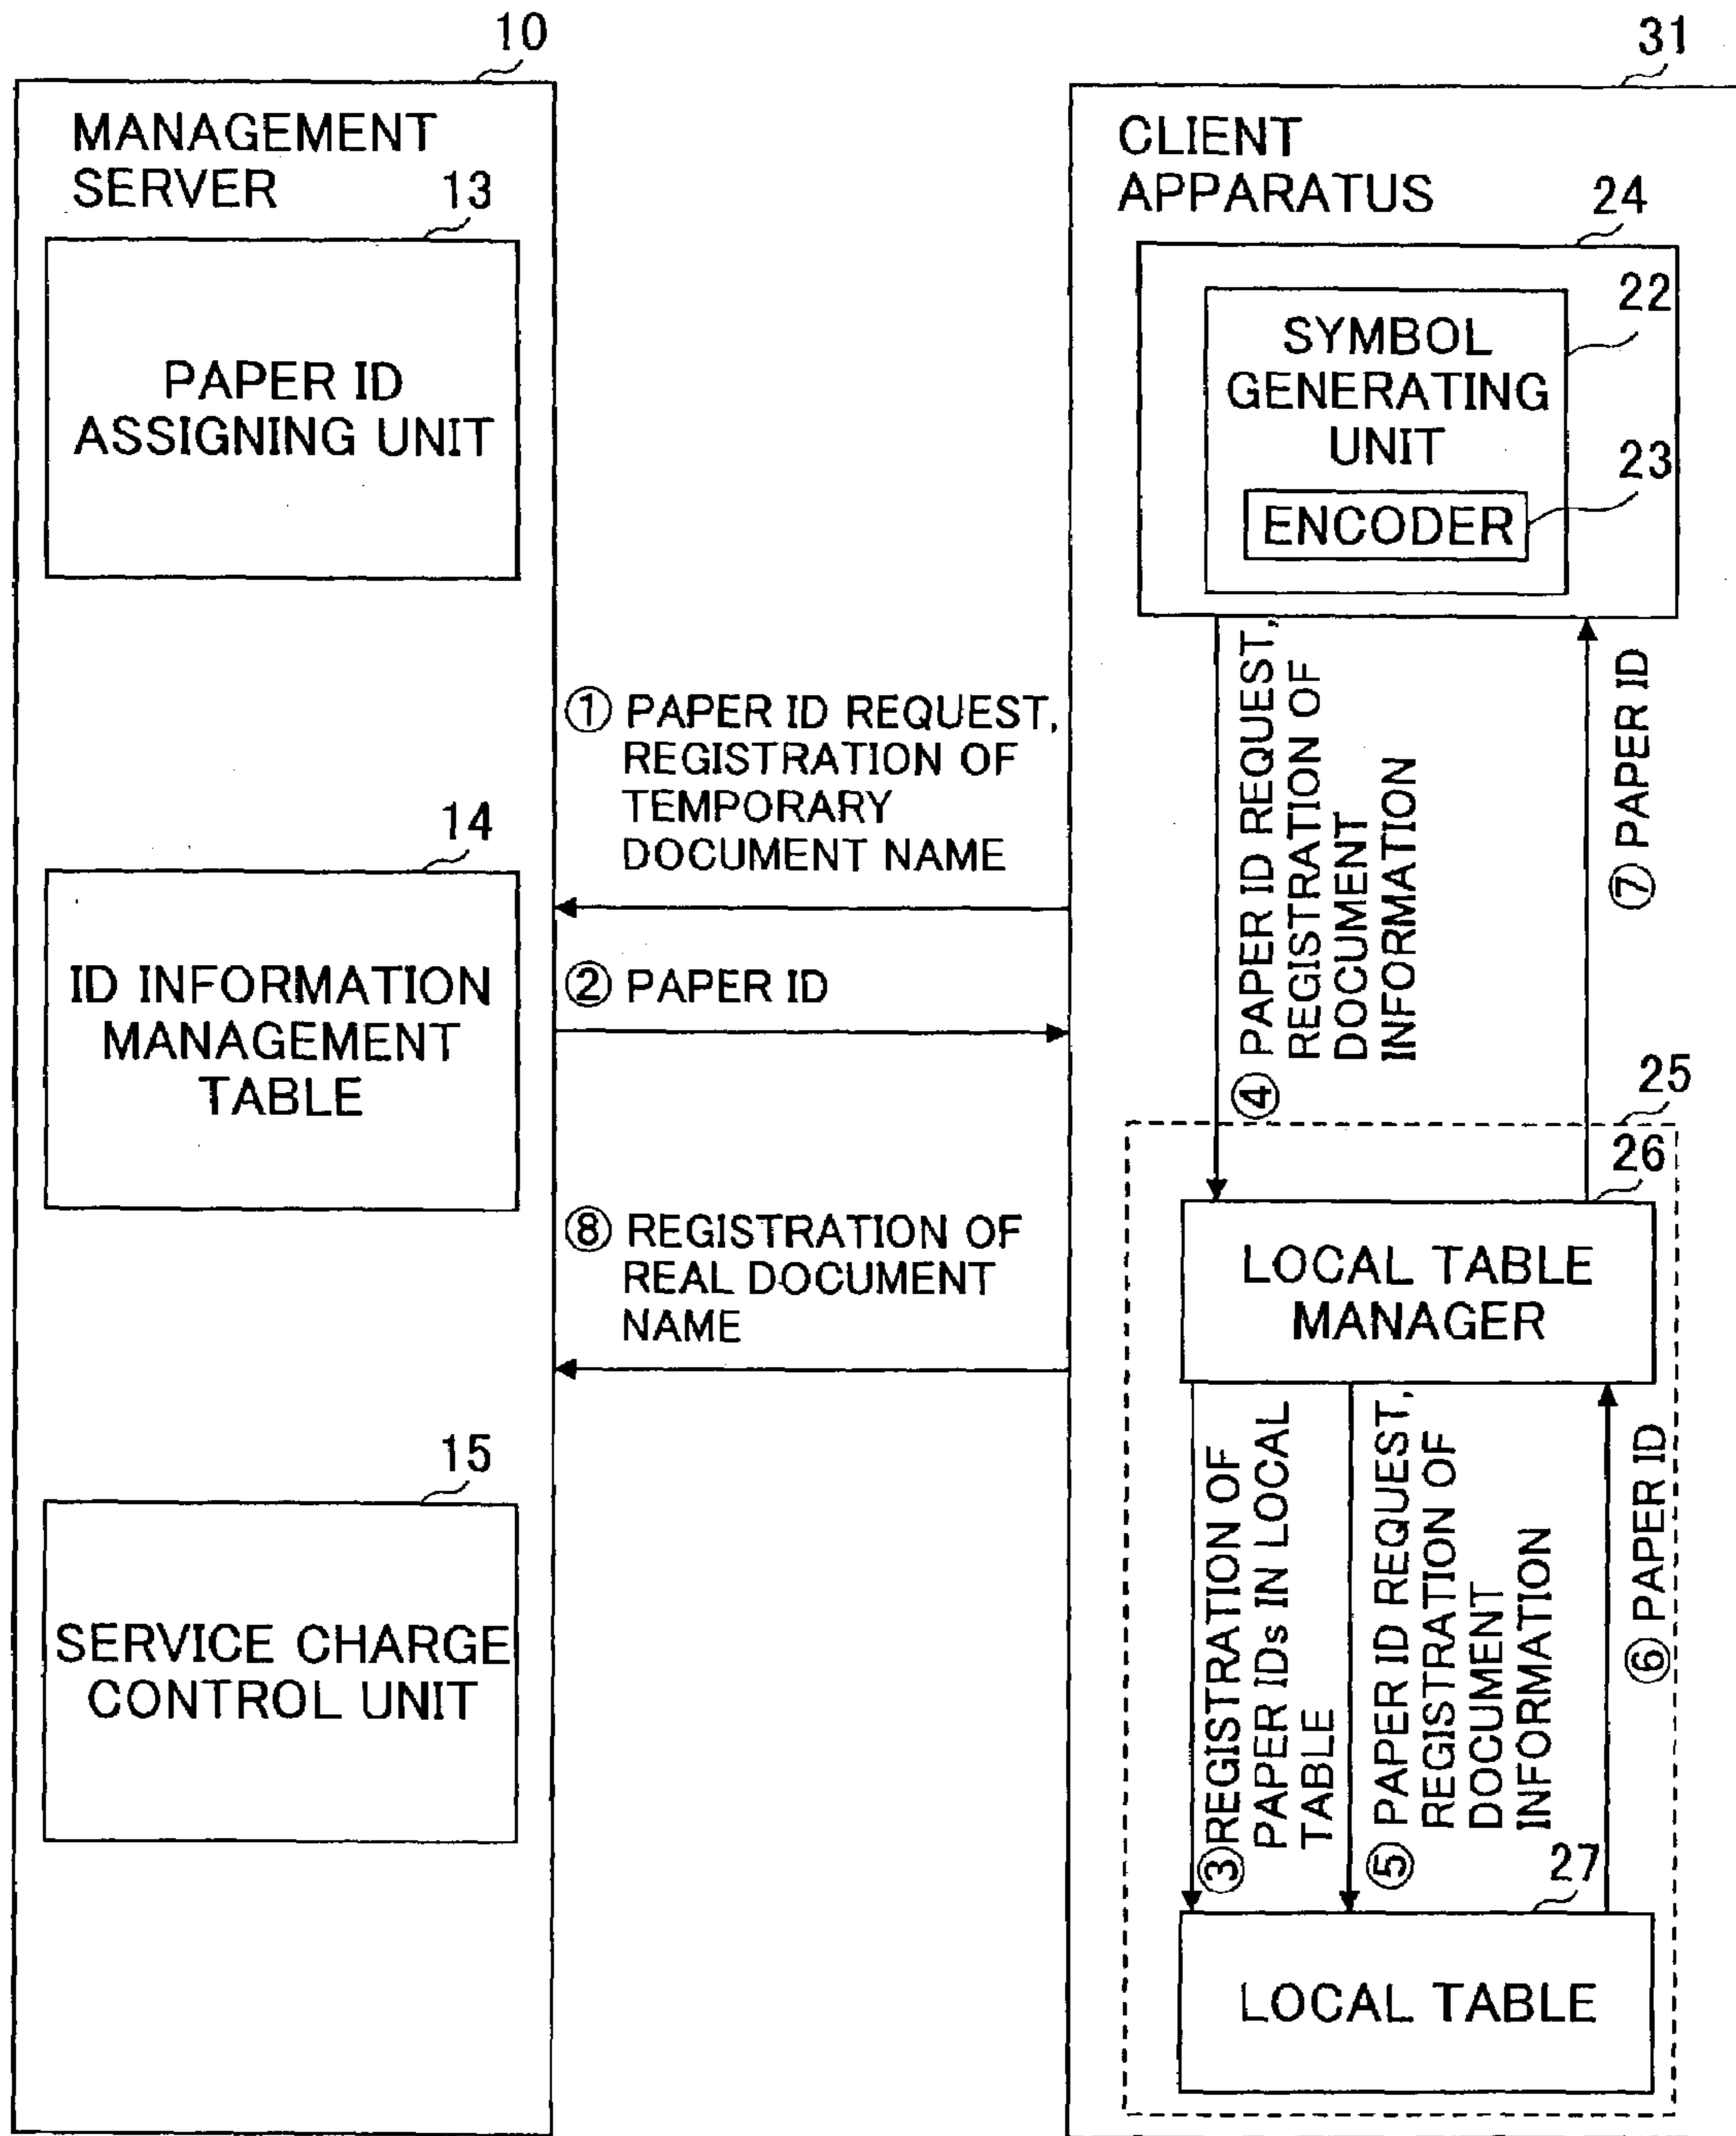 10
MANAGEMENT
SERVER
13
PAPER ID
ASSIGNING UNIT
14
ID INFORMATION
MANAGEMENT
TABLE
15
SERVICE CHARGE
CONTROL UNIT
① PAPER ID REQUEST,
REGISTRATION OF
TEMPORARY
DOCUMENT NAME
② PAPER ID
⑧ REGISTRATION OF
REAL DOCUMENT
NAME
31
CLIENT
APPARATUS
24
22
SYMBOL
GENERATING
UNIT
23
ENCODER
④ PAPER ID REQUEST,
REGISTRATION OF
DOCUMENT
INFORMATION
⑦ PAPER ID
25
26
LOCAL TABLE
MANAGER
③REGISTRATION OF
PAPER IDs IN LOCAL
TABLE
⑤ PAPER ID REQUEST,
REGISTRATION OF
DOCUMENT
INFORMATION
⑥ PAPER ID
27
LOCAL TABLE